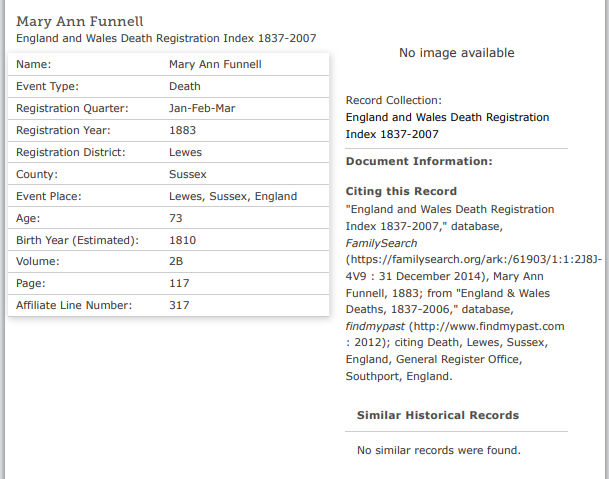 Mary Ann Funnell
England and Wales Death Registration Index 1837-2007
Name: Mary Ann Funnell
Event Type: Death
Registration Quarter: Jan-Feb-Mar
Registration Year: 1883
Registration District: Lewes
County: Sussex
Event Place: Lewes, Sussex, England
Age: 73
Birth Year (Estimated): 1810
Volume: 2B
Page: 117
Affiliate Line Number: 317
No image available
Record Collection:
England and Wales Death Registration
Index 1837-2007
Document Information:
Citing this Record
"England and Wales Death Registration
Index 1837-2007," database,
FamilySearch
(https://familysearch.org/ark:/61903/1:1:2J8J-
4V9 : 31 December 2014), Mary Ann
Funnell, 1883; from "England & Wales
Deaths, 1837-2006," database,
findmypast (http://www.findmypast.com
: 2012); citing Death, Lewes, Sussex,
England, General Register Office,
Southport, England.
Similar Historical Records
No similar records were found.